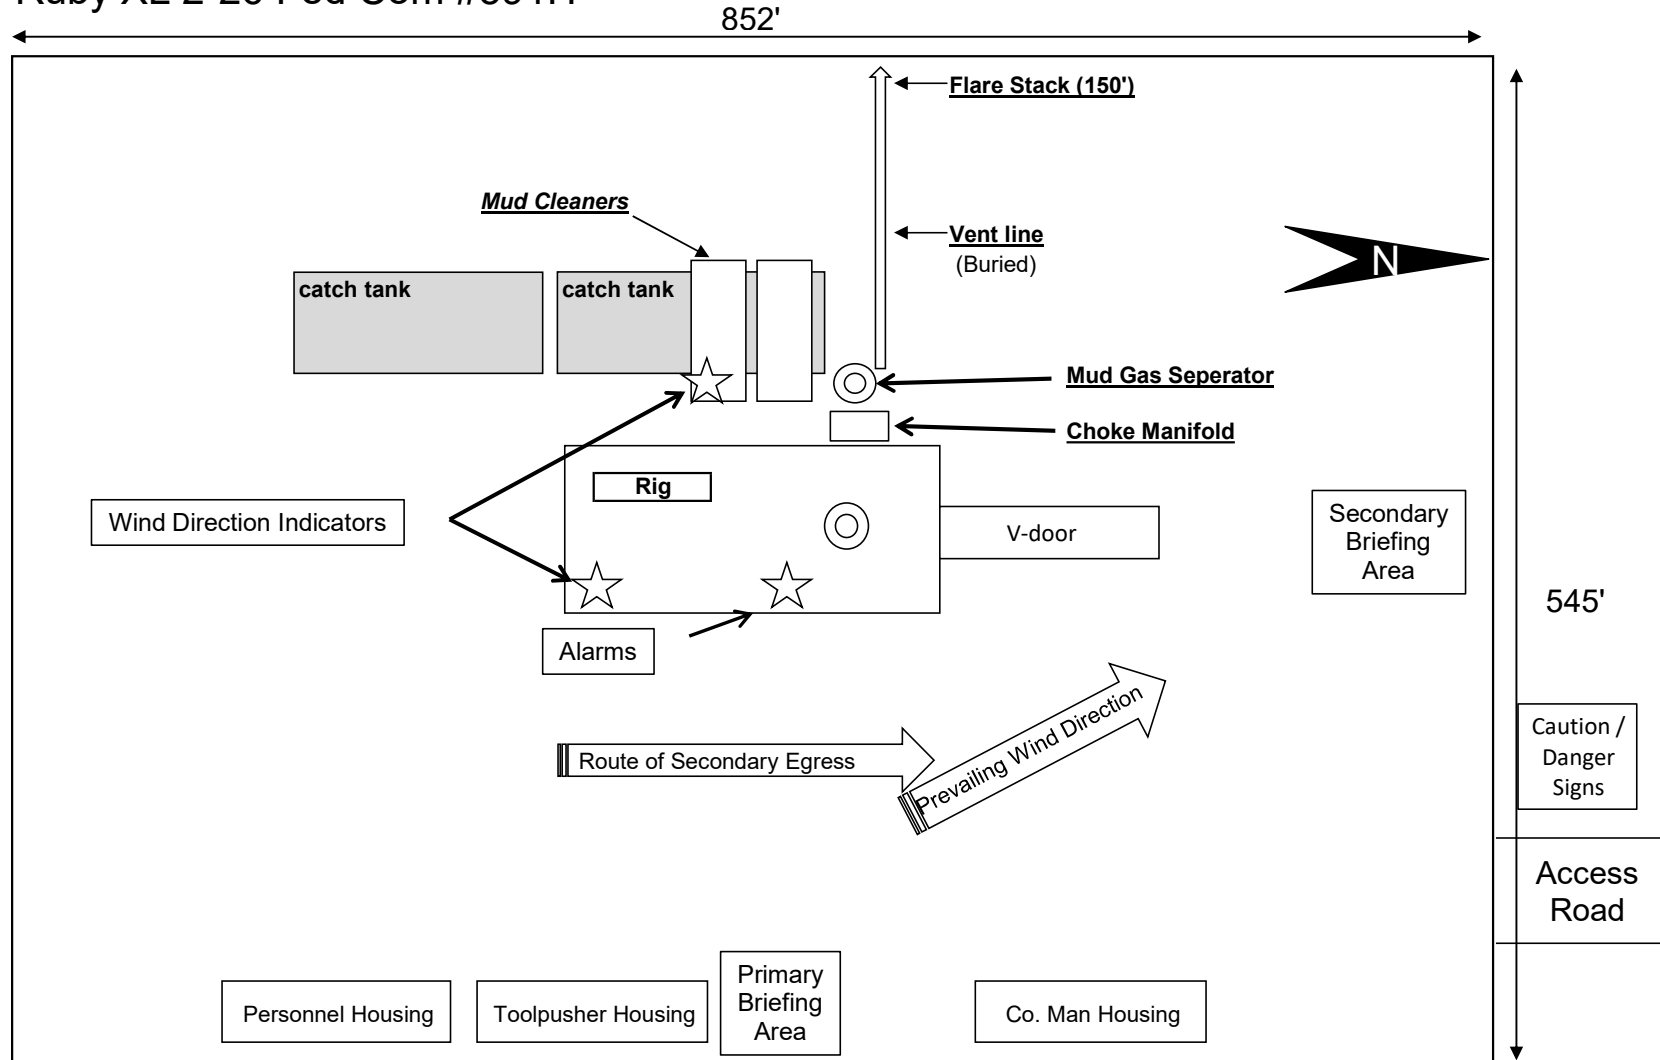 852'
Flare Stack (150')
Mud Cleaners
Vent line
(Buried)
N
catch tank
catch tank
Mud Gas Seperator
Choke Manifold
Rig
Wind Direction Indicators
V-door
Secondary
Briefing
Area
545'
Alarms
Prevailing Wind Direction
Route of Secondary Egress
Caution /
Danger
Signs
Access
Road
Personnel Housing
Toolpusher Housing
Primary
Briefing
Area
Co. Man Housing